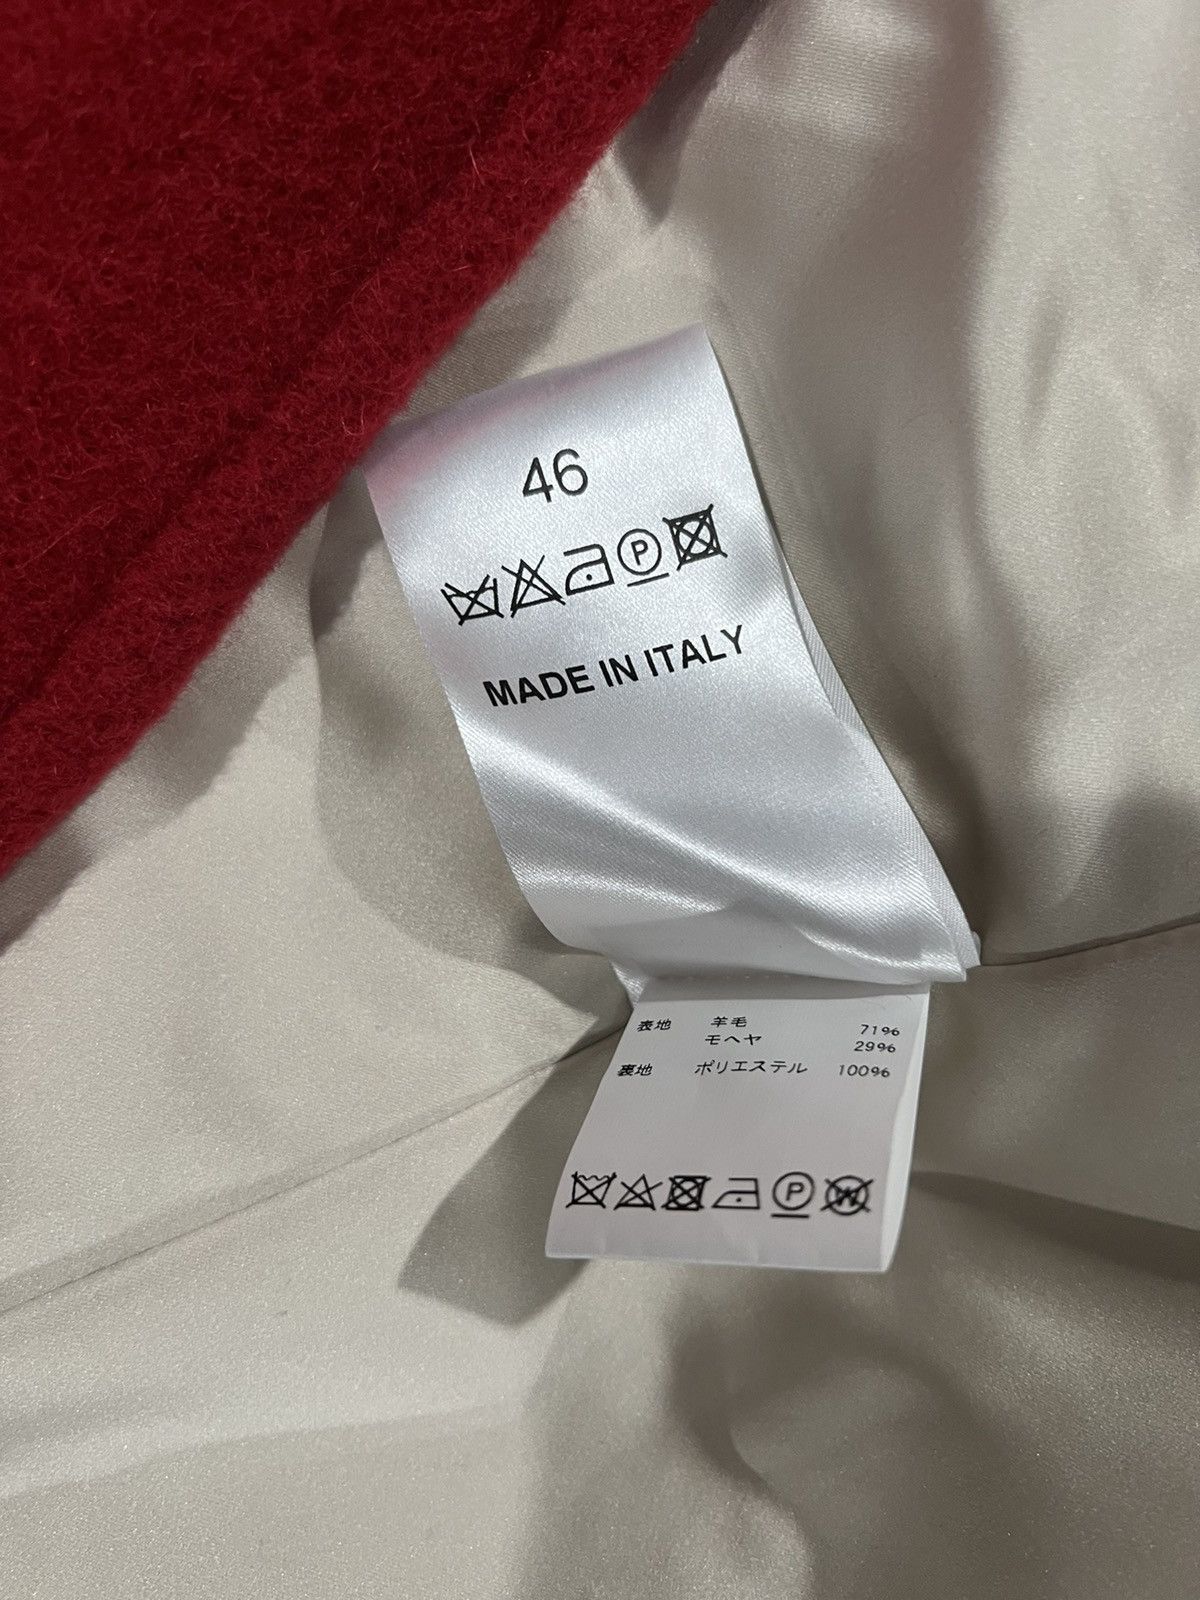 46
P
MADE IN ITALY
表地 羊毛 71%
モヘヤ 29%
裏地 ポリエステル 100%
P W